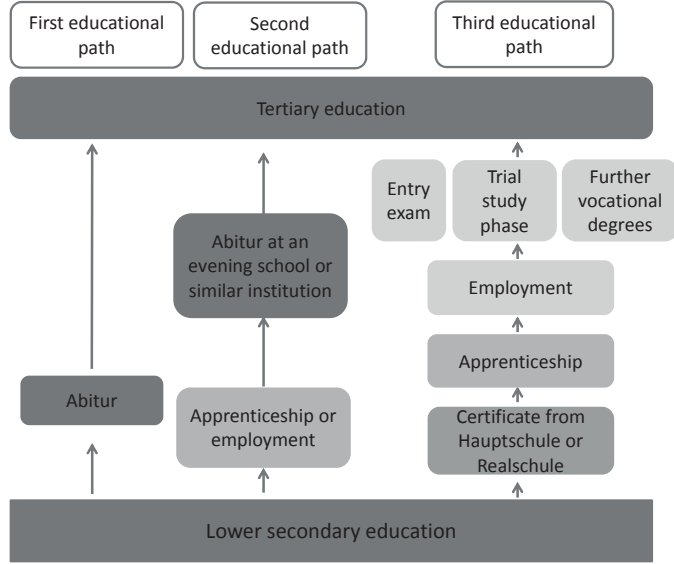 First educational
path
Second
educational path
Third educational
path
Tertiary education
Entry
exam
Trial
study
phase
Further
vocational
degrees
Abitur at an
evening school or
similar institution
Employment
Apprenticeship
Abitur
Apprenticeship or
employment
Certificate from
Hauptschule or
Realschule
Lower secondary education